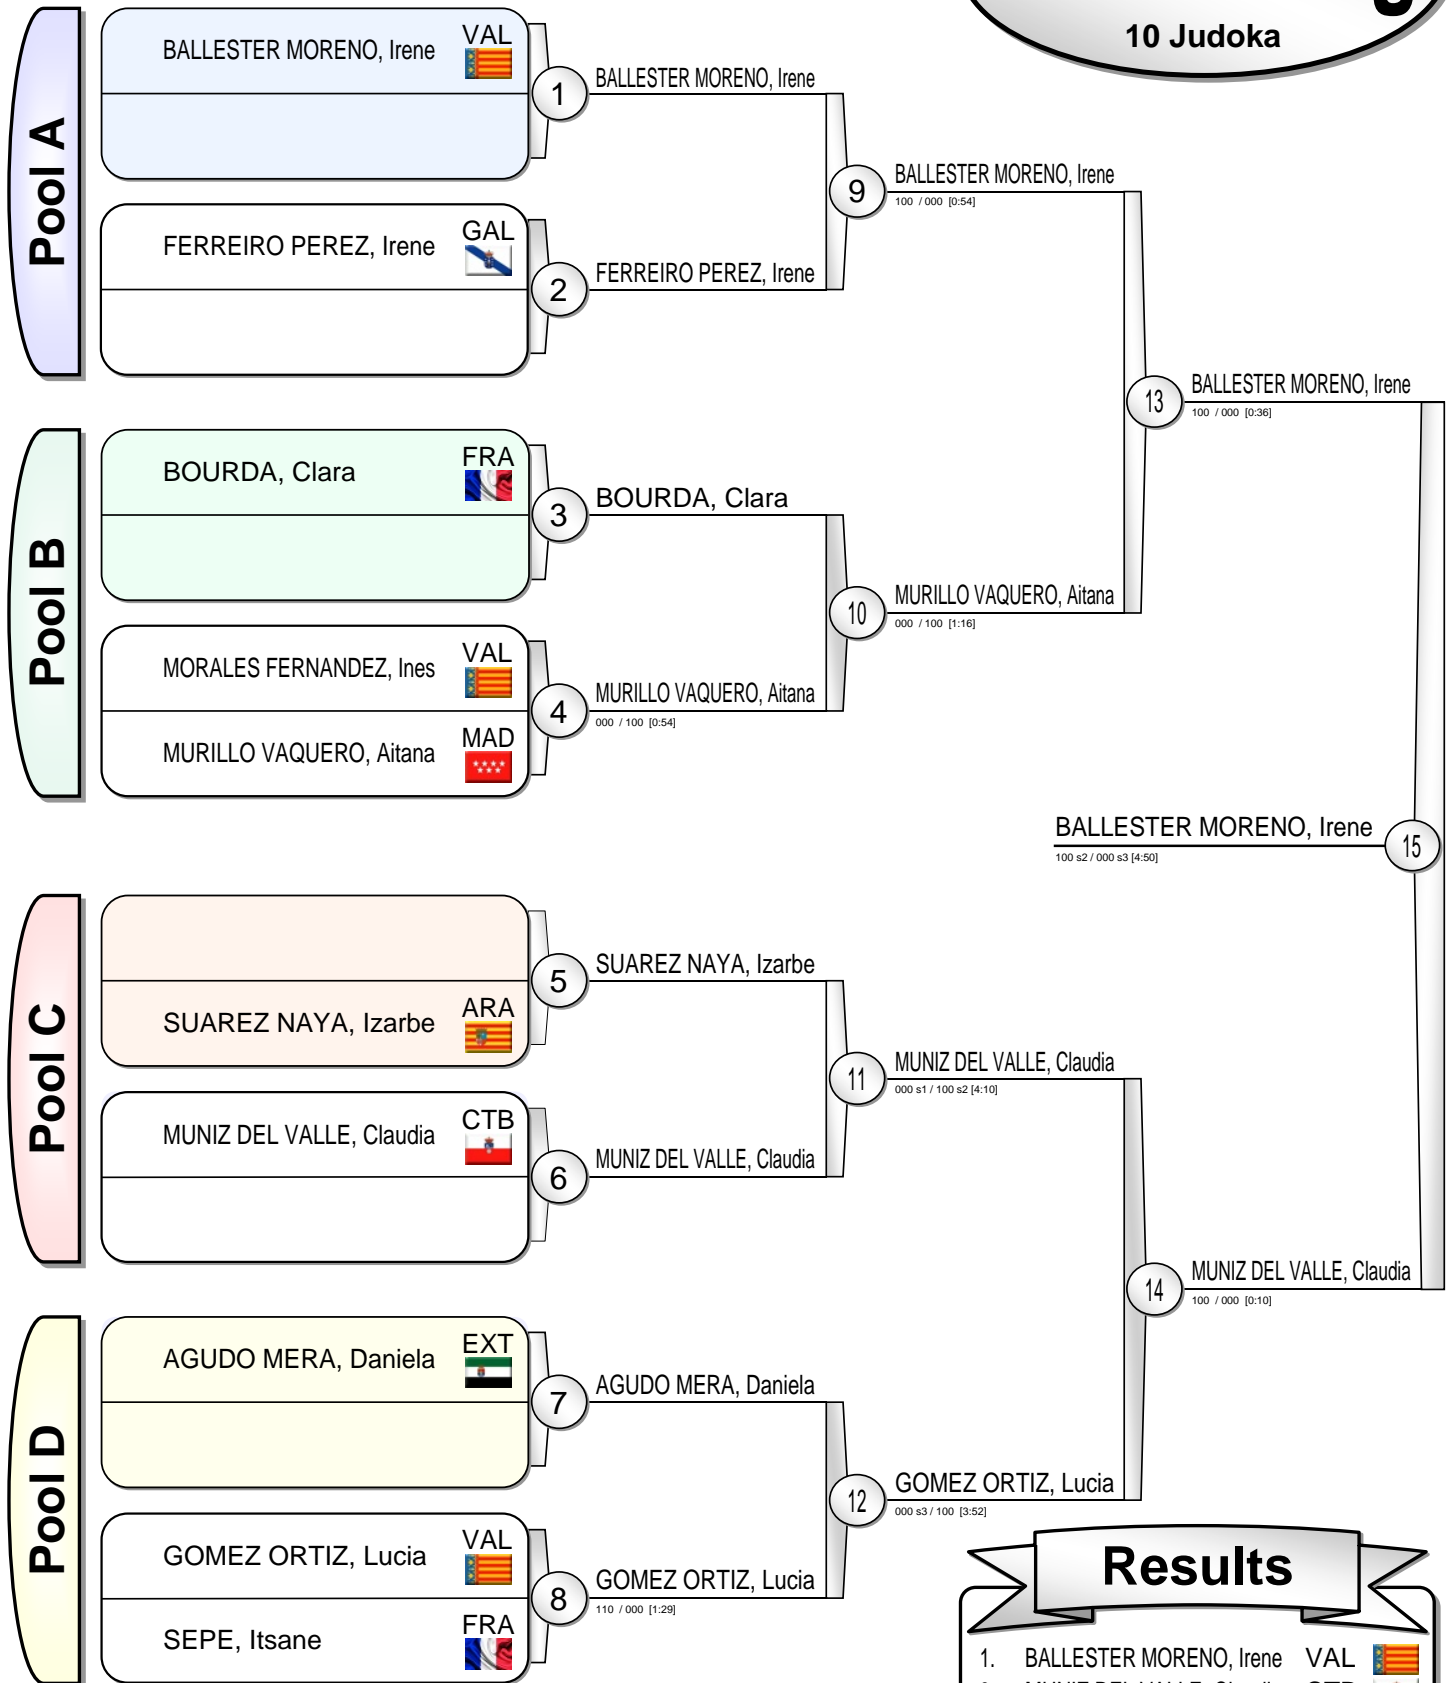 10 Judoka
Pool A
BALLESTER MORENO, Irene VAL
1
BALLESTER MORENO, Irene
FERREIRO PEREZ, Irene GAL
2
FERREIRO PEREZ, Irene
9
BALLESTER MORENO, Irene
100 / 000 [0:54]
Pool B
BOURDA, Clara FRA
3
BOURDA, Clara
MORALES FERNANDEZ, Ines VAL
MURILLO VAQUERO, Aitana MAD
4
MURILLO VAQUERO, Aitana
000 / 100 [0:54]
10
MURILLO VAQUERO, Aitana
000 / 100 [1:16]
13
BALLESTER MORENO, Irene
100 / 000 [0:36]
BALLESTER MORENO, Irene
100 s2 / 000 s3 [4:50]
15
Pool C
5
SUAREZ NAYA, Izarbe
SUAREZ NAYA, Izarbe ARA
MUNIZ DEL VALLE, Claudia CTB
6
MUNIZ DEL VALLE, Claudia
11
MUNIZ DEL VALLE, Claudia
000 s1 / 100 s2 [4:10]
Pool D
AGUDO MERA, Daniela EXT
7
AGUDO MERA, Daniela
GOMEZ ORTIZ, Lucia VAL
SEPE, Itsane FRA
8
GOMEZ ORTIZ, Lucia
110 / 000 [1:29]
12
GOMEZ ORTIZ, Lucia
000 s3 / 100 [3:52]
14
MUNIZ DEL VALLE, Claudia
100 / 000 [0:10]
Results
1. BALLESTER MORENO, Irene VAL